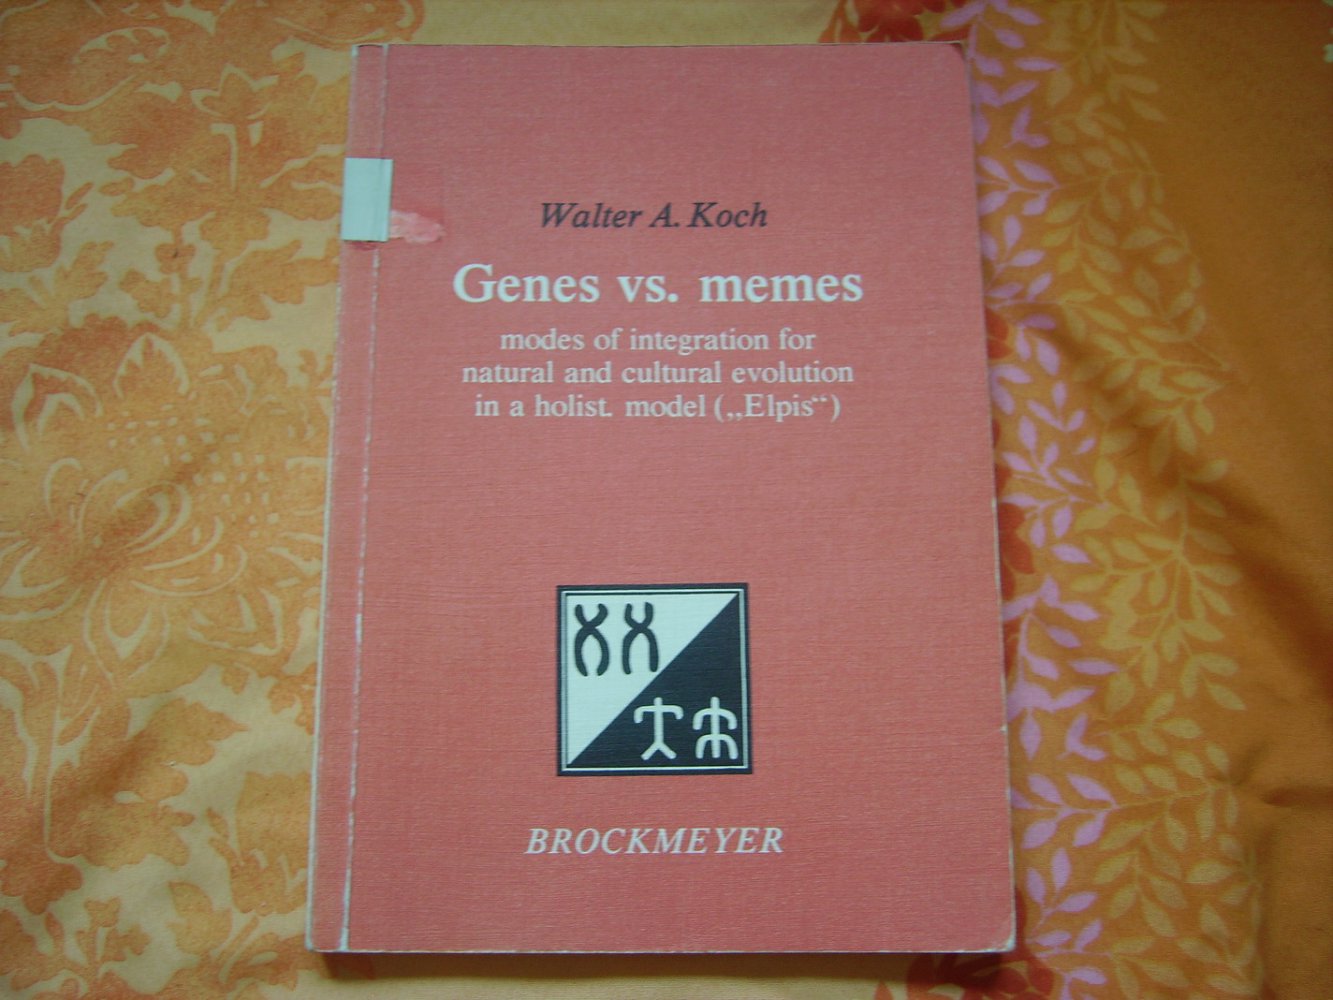 Walter A. Koch
Genes vs. memes
modes of integration for
natural and cultural evolution
in a holist. model („Elpis“)
BROCKMEYER